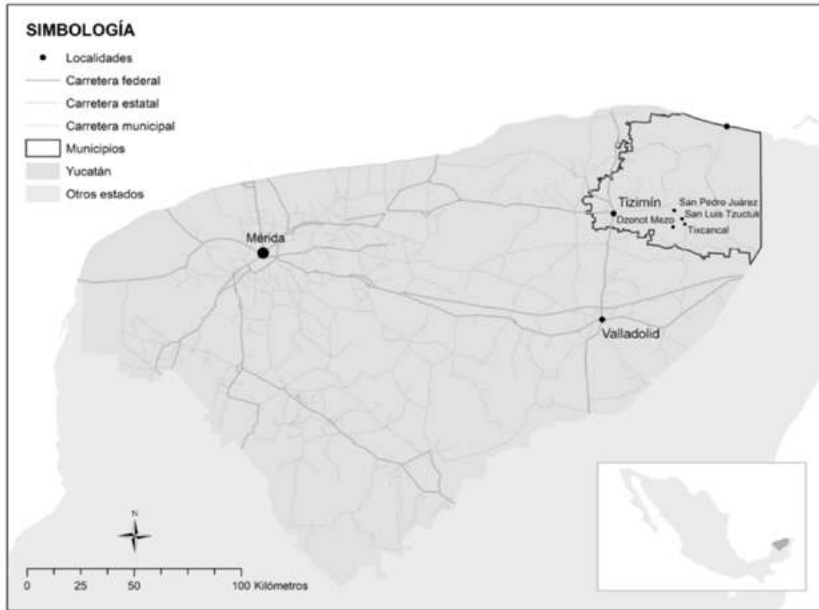 SIMBOLOGÍA
Localidades
Carretera federal
Carretera estatal
Carretera municipal
Municipios
Yucatán
Otros estados
Tizimín
San Pedro Juárez
San Luis Tzuctuk
Dzonot Mezo
Tixcancal
Mérida
Valladolid
N
0 25 50 100 Kilómetros